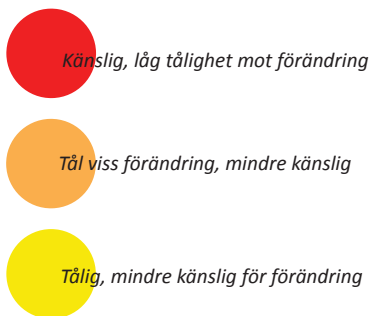 Känslig, låg tålighet mot förändring
Tål viss förändring, mindre känslig
Tålig, mindre känslig för förändring